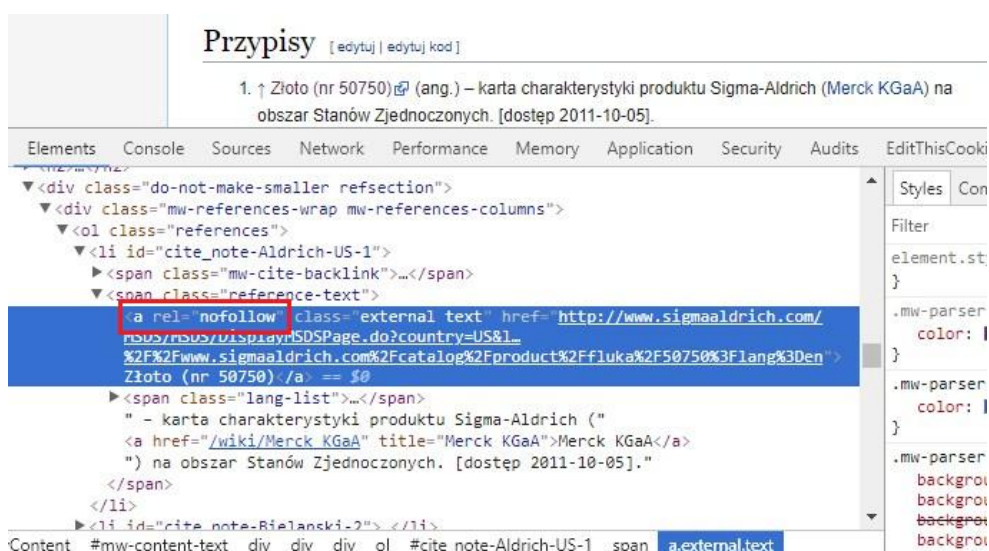 Przypisy [ edytuj | edytuj kod ]
1. ↑ Złoto (nr 50750) (ang.) – karta charakterystyki produktu Sigma-Aldrich (Merck KGaA) na
obszar Stanów Zjednoczonych. [dostęp 2011-10-05].
Elements Console Sources Network Performance Memory Application Security Audits EditThisCooki
▼<div class="do-not-make-smaller refsection">
▼<div class="mw-references-wrap mw-references-columns">
▼<ol class="references">
▼<li id="cite_note-Aldrich-US-1">
▶<span class="mw-cite-backlink">…</span>
▼<span class="reference-text">
<a rel="nofollow" class="external text" href="http://www.sigmaaldrich.com/
MSDS/MSDS/DisplayMSDSPage.do?country=US&l…
%2F%2Fwww.sigmaaldrich.com%2Fcatalog%2Fproduct%2Ffluka%2F50750%3Flang%3Den">
Złoto (nr 50750)</a> == $0
▶<span class="lang-list">…</span>
" – karta charakterystyki produktu Sigma-Aldrich ("
<a href="/wiki/Merck_KGaA" title="Merck KGaA">Merck KGaA</a>
") na obszar Stanów Zjednoczonych. [dostęp 2011-10-05]."
</span>
</li>
▶<li id="cite_note-Bielanski-2">…</li>
Content #mw-content-text div div div ol #cite_note-Aldrich-US-1 span a.external.text
Styles Con
Filter
element.sty
}
.mw-parser
color:
}
.mw-parser
color:
}
.mw-parser
backgrou
backgrou
backgrou
backgrou